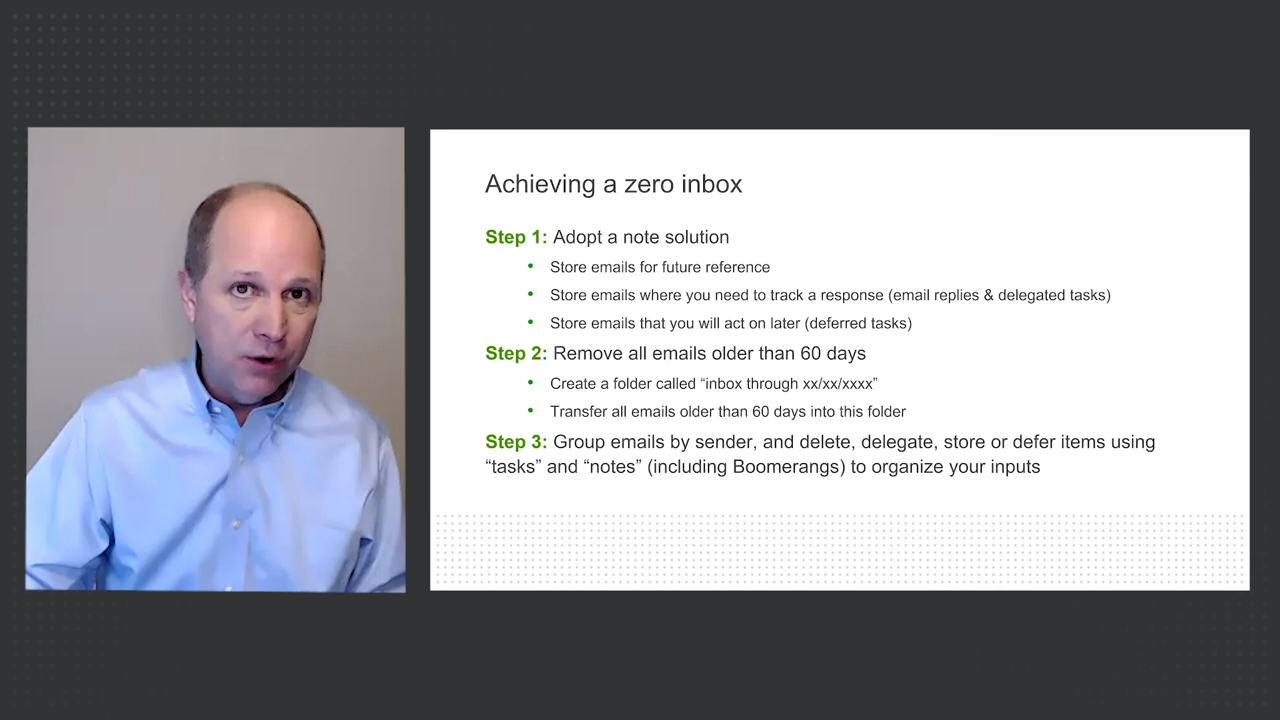 Achieving a zero inbox
Step 1: Adopt a note solution
• Store emails for future reference
• Store emails where you need to track a response (email replies & delegated tasks)
• Store emails that you will act on later (deferred tasks)
Step 2: Remove all emails older than 60 days
• Create a folder called “inbox through xx/xx/xxxx”
• Transfer all emails older than 60 days into this folder
Step 3: Group emails by sender, and delete, delegate, store or defer items using
“tasks” and “notes” (including Boomerangs) to organize your inputs